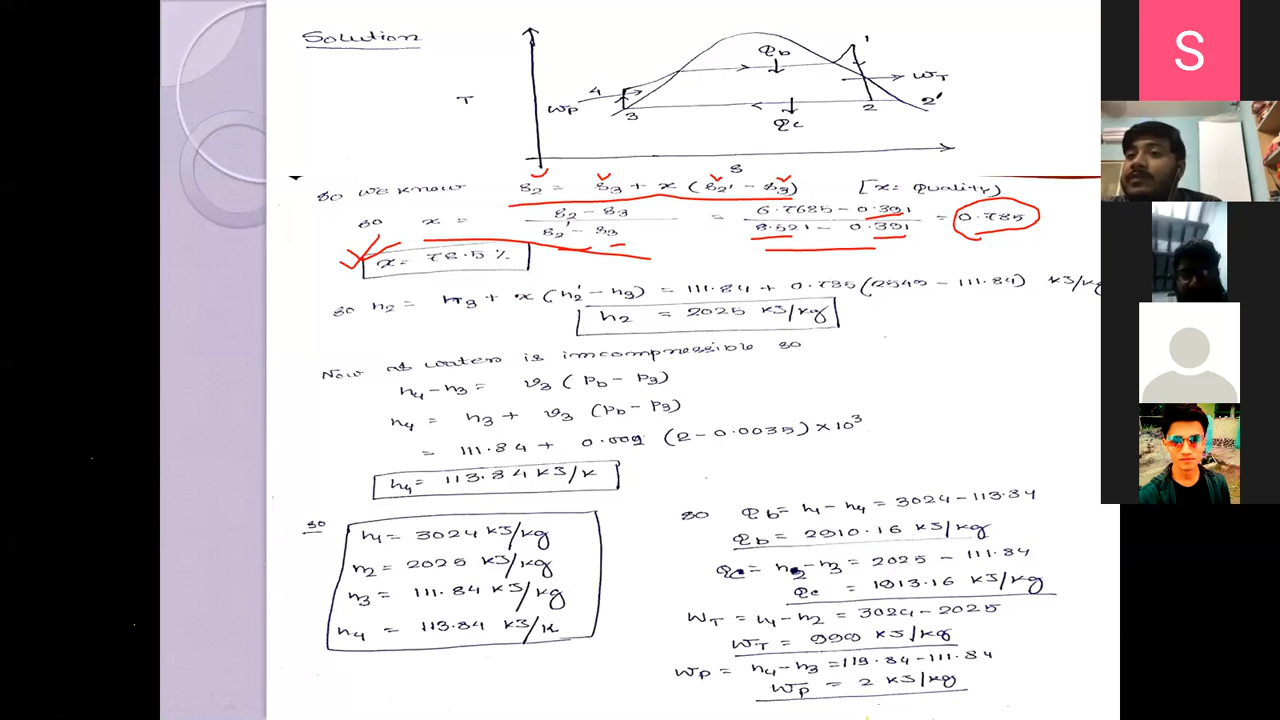 Solution
S
T
1
Qb
WT
4
WP
3
2
2'
Qc
S
so we know s2 = s3 + x (s2' - s3) [x = Quality)
so x = s2 - s3 / s2' - s3 = 6.7685 - 0.391 / 8.521 - 0.391 = 0.785
x = 78.5 %
so h2 = h3 + x (h2' - h3) = 111.84 + 0.785 (2549 - 111.84) kJ/kg
h2 = 2025 kJ/kg
Now as water is imcompressible so
h4 - h3 = v3 (Pb - P3)
h4 = h3 + v3 (Pb - P3)
= 111.84 + 0.009 (2 - 0.0035) × 10³
h4 = 113.84 kJ/k
so
h1 = 3024 kJ/kg
h2 = 2025 kJ/kg
h3 = 111.84 kJ/kg
h4 = 113.84 kJ/k
so Qb = h1 - h4 = 3024 - 113.84
Qb = 2910.16 kJ/kg
Qc = h2 - h3 = 2025 - 111.84
Qc = 1913.16 kJ/kg
WT = h1 - h2 = 3024 - 2025
WT = 999 kJ/kg
WP = h4 - h3 = 113.84 - 111.84
WP = 2 kJ/kg